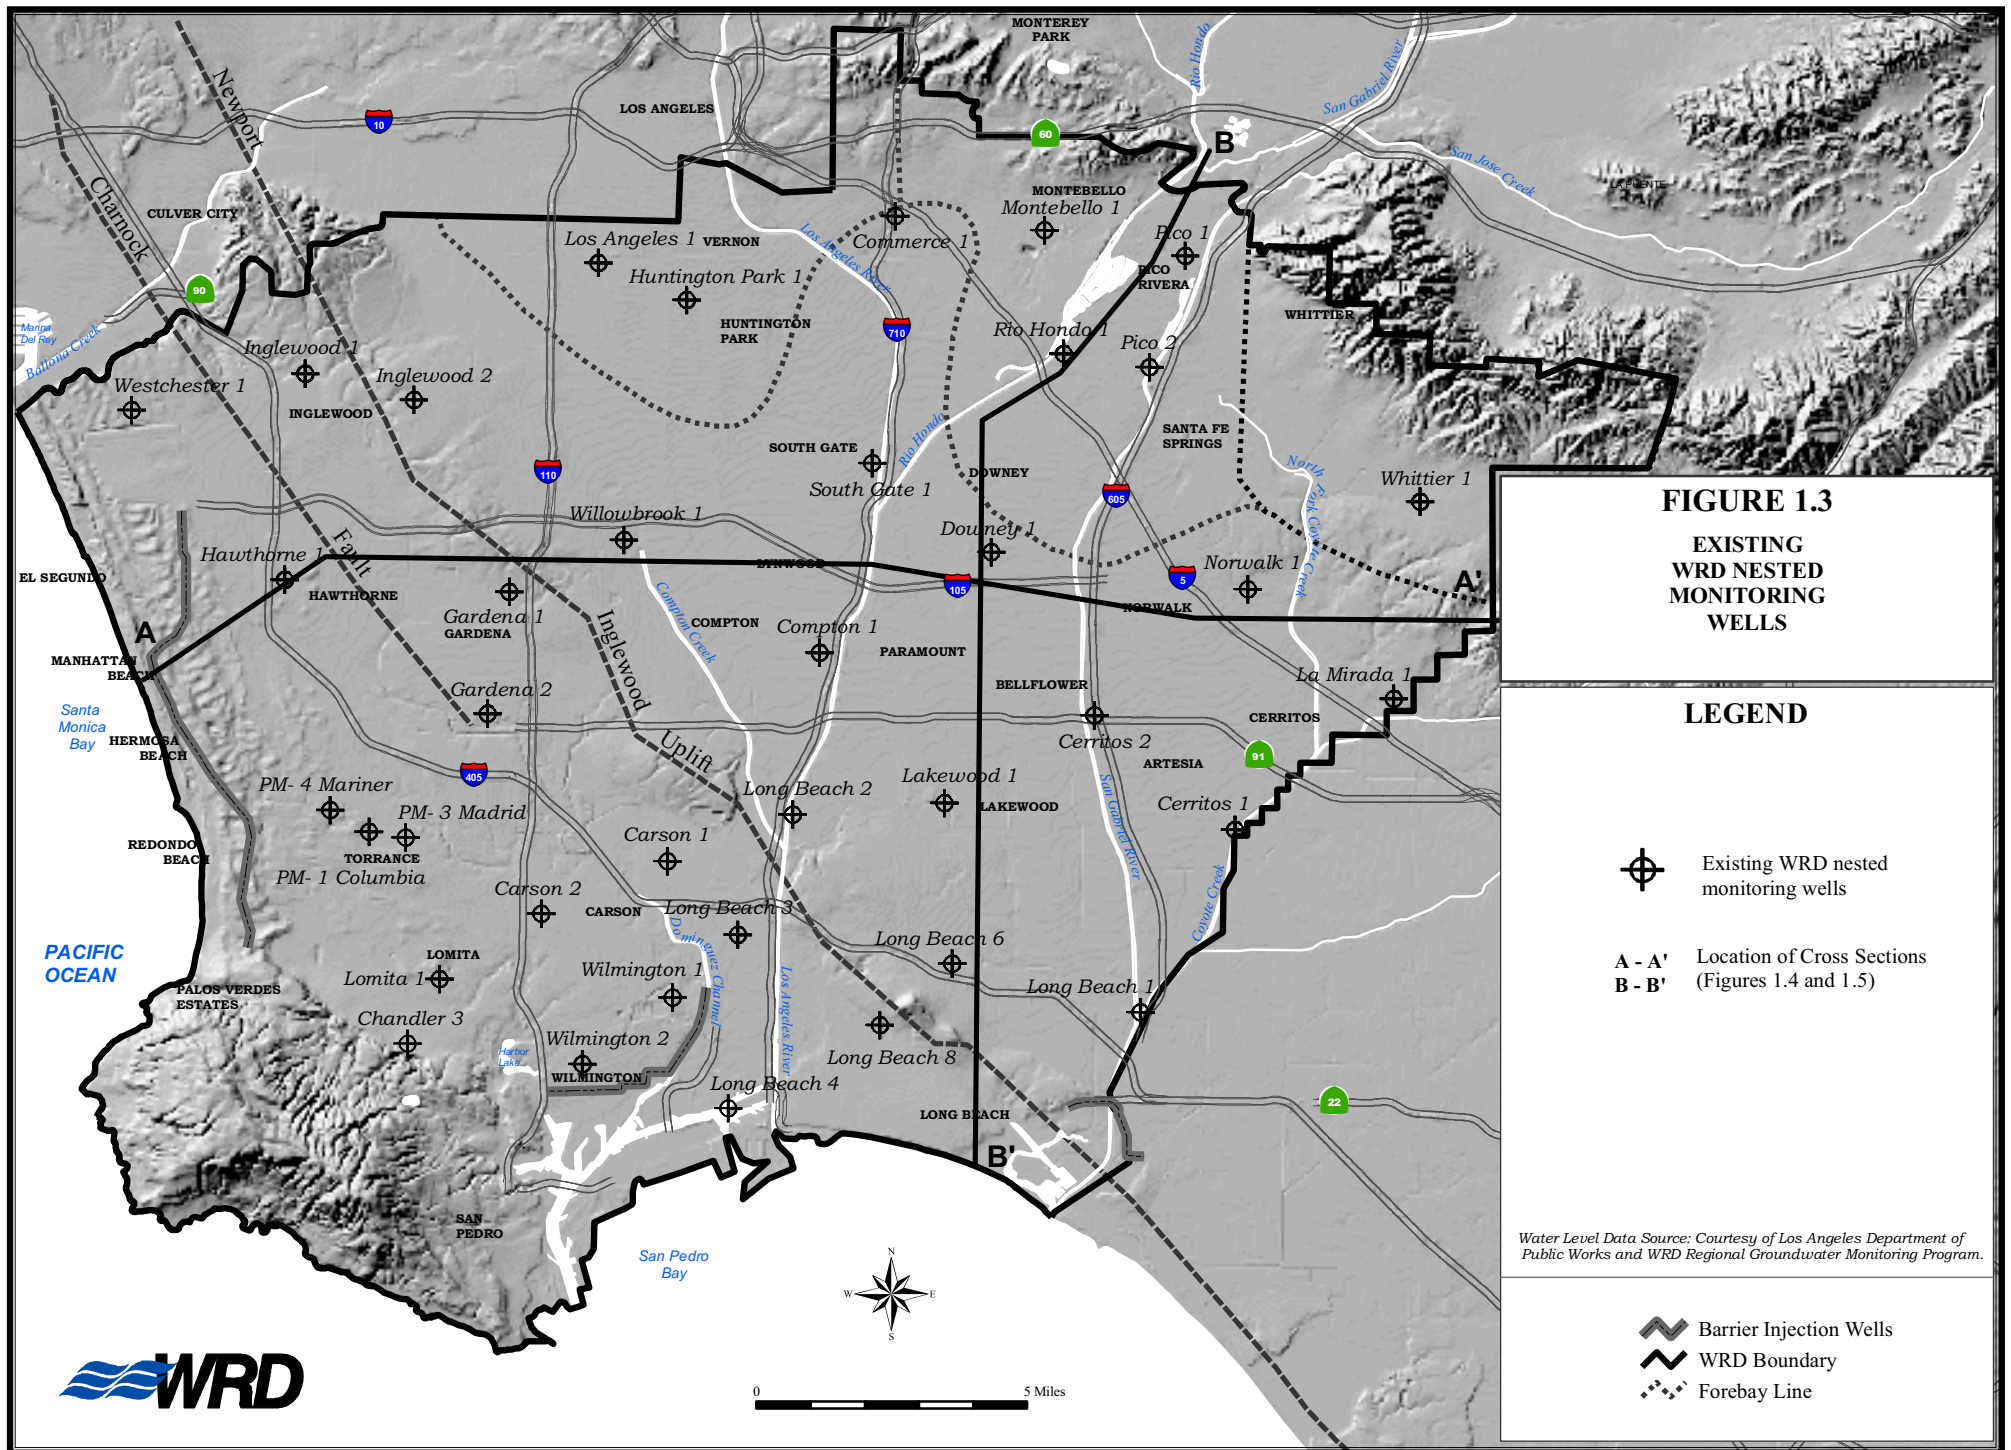 MONTEREY
PARK
Rio Hondo
San Gabriel River
Newport
10
LOS ANGELES
60
B
San Jose Creek
LA PUENTE
Charnock
CULVER CITY
MONTEBELLO
Montebello 1
Los Angeles 1
VERNON
Los Angeles River
Commerce 1
Pico 1
PICO
RIVERA
Huntington Park 1
90
HUNTINGTON
PARK
710
WHITTIER
Marina
Del Rey
Ballona Creek
Inglewood 1
Rio Hondo 1
Pico 2
Westchester 1
Inglewood 2
INGLEWOOD
Rio Hondo
SANTA FE
SPRINGS
SOUTH GATE
110
South Gate 1
DOWNEY
605
North Fork Coyote Creek
Whittier 1
Willowbrook 1
Downey 1
Fault
Hawthorne 1
EL SEGUNDO
HAWTHORNE
LYNWOOD
105
5
Norwalk 1
A'
NORWALK
Gardena 1
GARDENA
Inglewood
Compton Creek
COMPTON
Compton 1
PARAMOUNT
A
MANHATTAN
BEACH
BELLFLOWER
La Mirada 1
Gardena 2
Santa
Monica
Bay
HERMOSA
BEACH
Uplift
Cerritos 2
CERRITOS
ARTESIA
91
405
PM- 4 Mariner
PM- 3 Madrid
Long Beach 2
Lakewood 1
LAKEWOOD
San Gabriel River
Cerritos 1
REDONDO
BEACH
TORRANCE
PM- 1 Columbia
Carson 1
Carson 2
CARSON
Long Beach 3
Dominguez Channel
Coyote Creek
PACIFIC
OCEAN
LOMITA
Lomita 1
Wilmington 1
Los Angeles River
Long Beach 6
Long Beach 1
PALOS VERDES
ESTATES
Chandler 3
Harbor
Lake
Wilmington 2
WILMINGTON
Long Beach 8
Long Beach 4
LONG BEACH
22
B'
SAN
PEDRO
San Pedro
Bay
N
W
E
S
WRD
0
5 Miles
FIGURE 1.3
EXISTING
WRD NESTED
MONITORING
WELLS
LEGEND
Existing WRD nested
monitoring wells
A - A'
B - B'
Location of Cross Sections
(Figures 1.4 and 1.5)
Water Level Data Source: Courtesy of Los Angeles Department of
Public Works and WRD Regional Groundwater Monitoring Program.
Barrier Injection Wells
WRD Boundary
Forebay Line